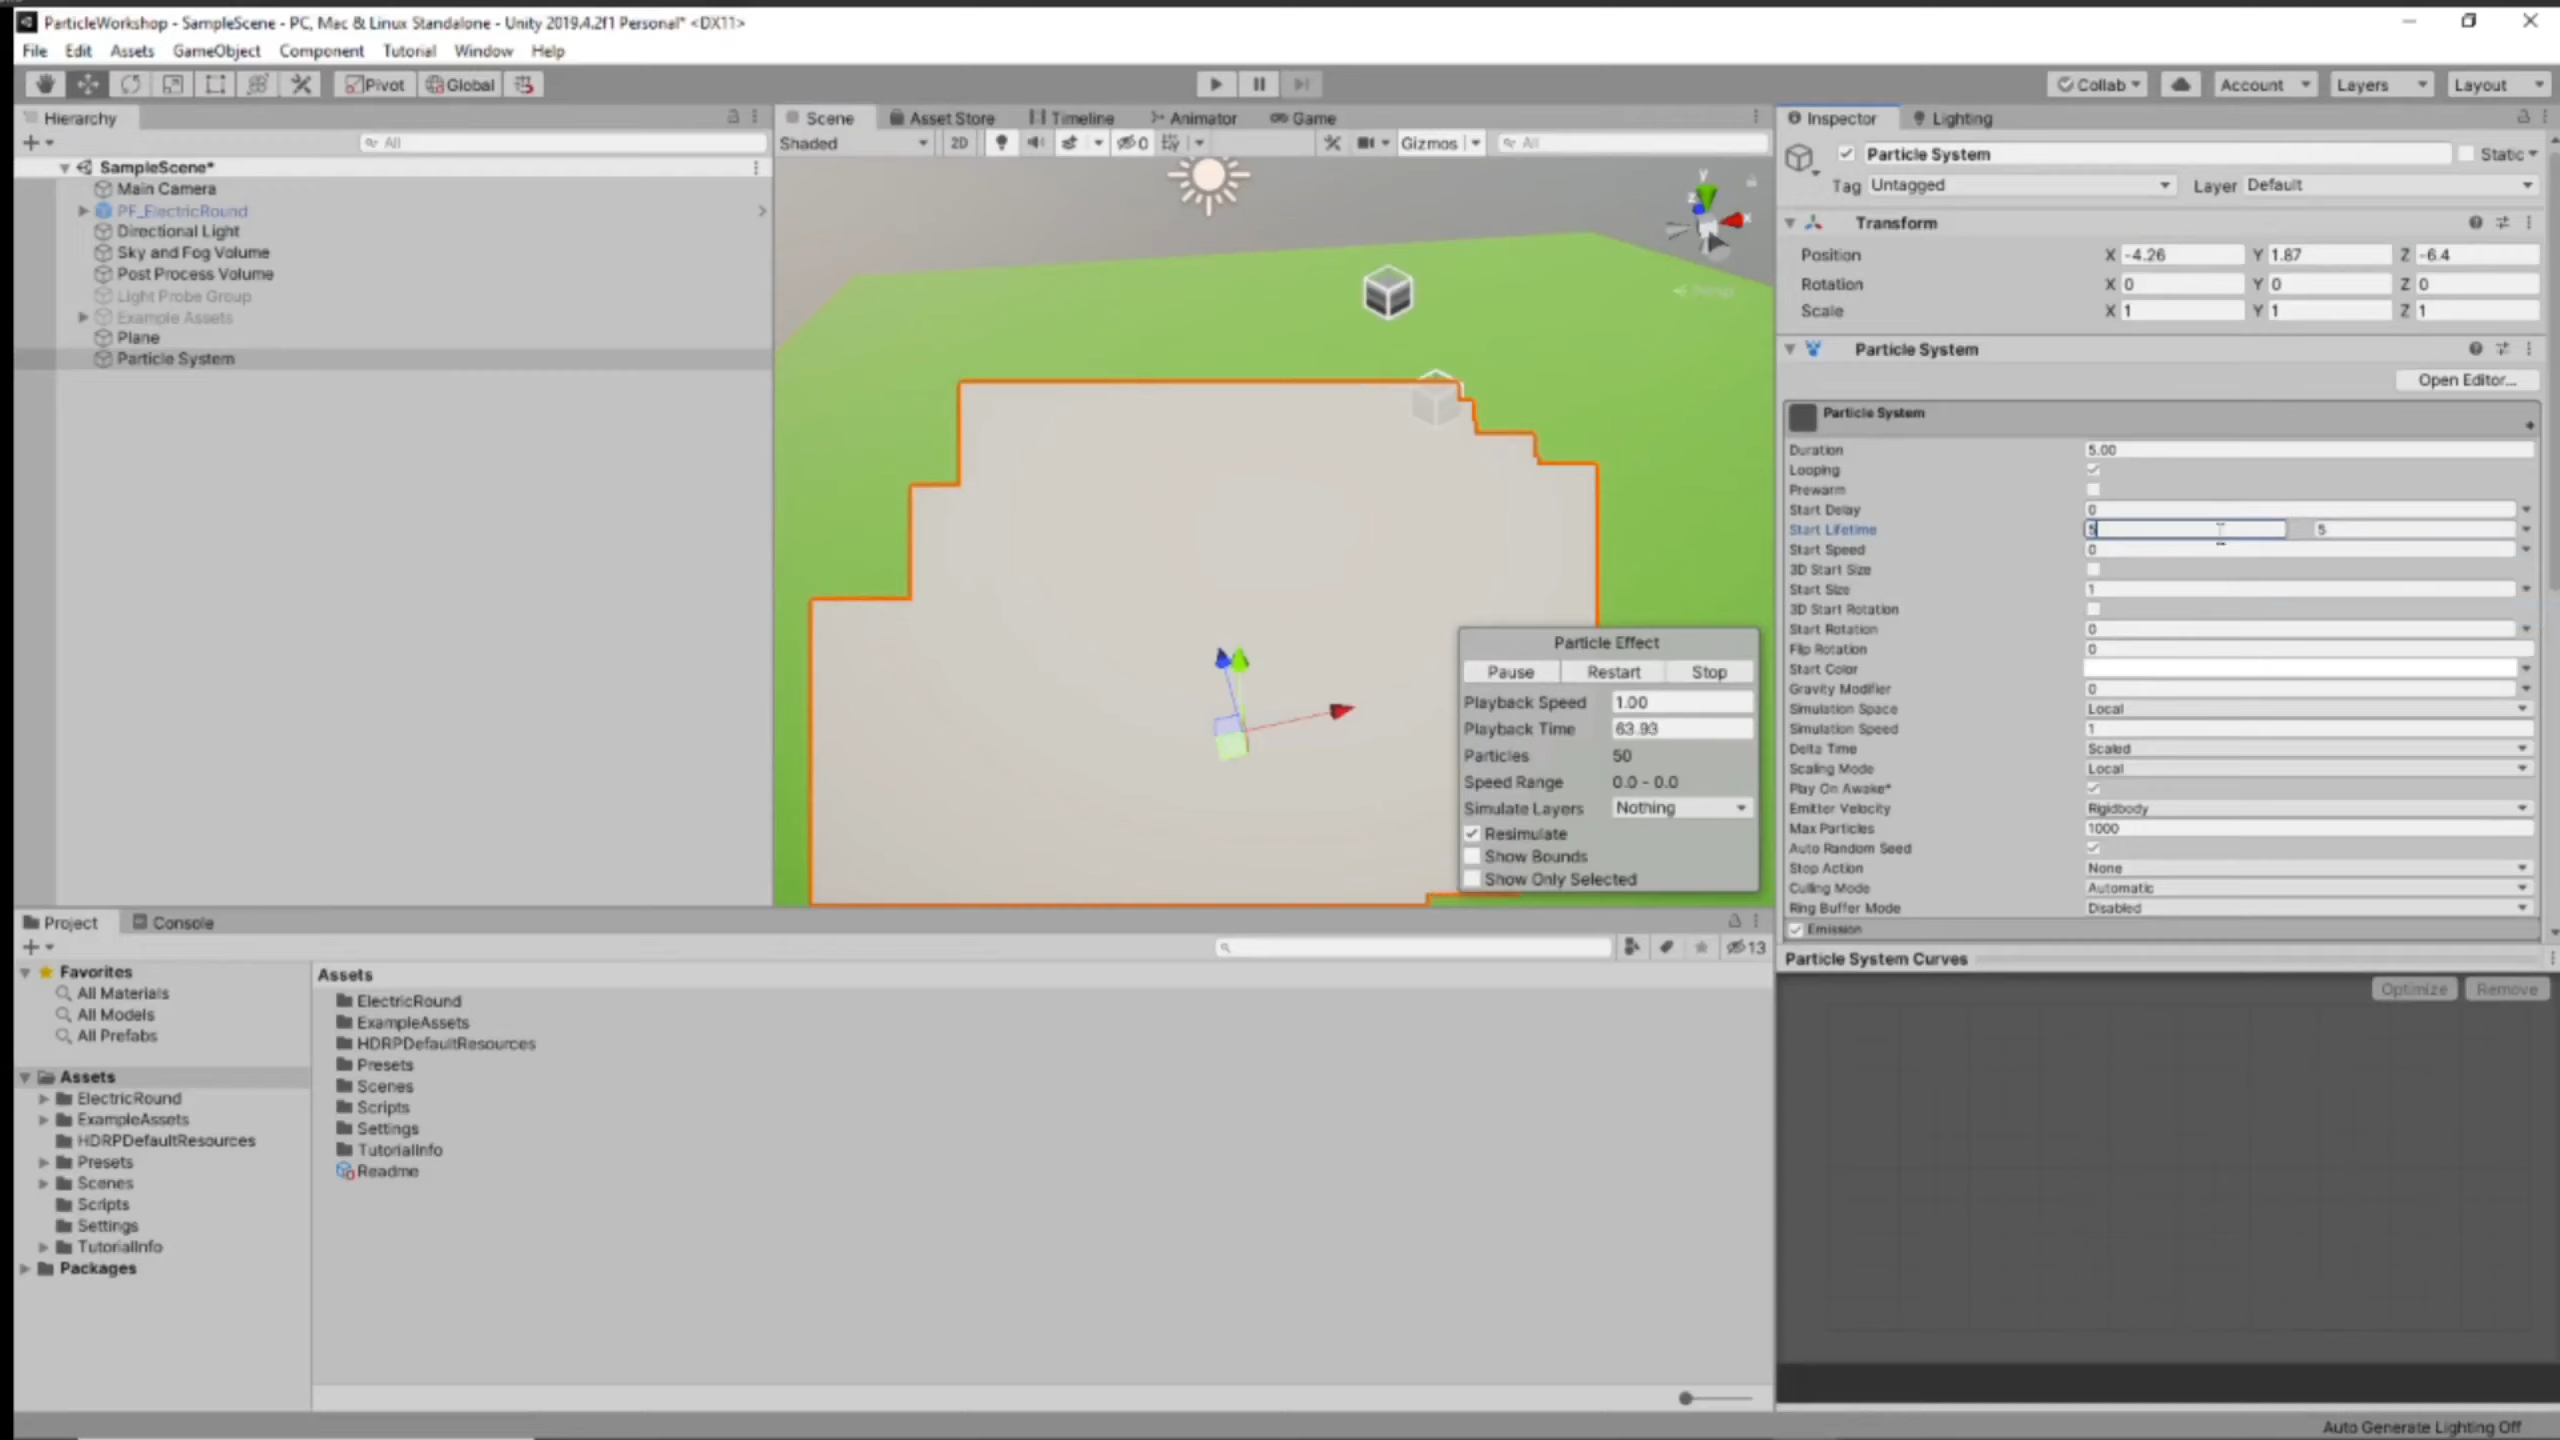 ParticleWorkshop - SampleScene - PC, Mac & Linux Standalone - Unity 2019.4.2f1 Personal* <DX11>
File Edit Assets GameObject Component Tutorial Window Help
Pivot Global Collab Account Layers Layout
Hierarchy
All
SampleScene*
Main Camera
PF_ElectricRound
Directional Light
Sky and Fog Volume
Post Process Volume
Light Probe Group
Example Assets
Plane
Particle System
Scene Asset Store Timeline Animator Game
Shaded 2D 0 Gizmos All
y
x
z
Persp
Particle Effect
Pause Restart Stop
Playback Speed 1.00
Playback Time 63.93
Particles 50
Speed Range 0.0 - 0.0
Simulate Layers Nothing
Resimulate
Show Bounds
Show Only Selected
Inspector Lighting
Particle System Static
Tag Untagged Layer Default
Transform
Position X -4.26 Y 1.87 Z -6.4
Rotation X 0 Y 0 Z 0
Scale X 1 Y 1 Z 1
Particle System
Open Editor...
Particle System
Duration 5.00
Looping
Prewarm
Start Delay 0
Start Lifetime 5 5
Start Speed 0
3D Start Size
Start Size 1
3D Start Rotation
Start Rotation 0
Flip Rotation 0
Start Color
Gravity Modifier 0
Simulation Space Local
Simulation Speed 1
Delta Time Scaled
Scaling Mode Local
Play On Awake*
Emitter Velocity Rigidbody
Max Particles 1000
Auto Random Seed
Stop Action None
Culling Mode Automatic
Ring Buffer Mode Disabled
Emission
Particle System Curves
Optimize Remove
Project Console
13
Favorites
All Materials
All Models
All Prefabs
Assets
ElectricRound
ExampleAssets
HDRPDefaultResources
Presets
Scenes
Scripts
Settings
TutorialInfo
Packages
Assets
ElectricRound
ExampleAssets
HDRPDefaultResources
Presets
Scenes
Scripts
Settings
TutorialInfo
Readme
Auto Generate Lighting Off